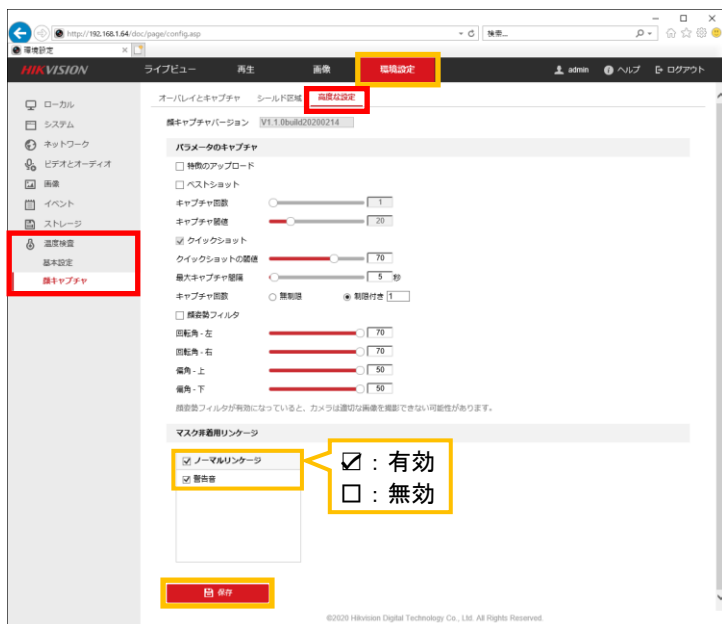 http://192.168.1.64/doc/page/config.asp
検索...
環境設定
HIKVISION ライブビュー 再生 画像 環境設定 admin ヘルプ ログアウト
ローカル
システム
ネットワーク
ビデオとオーディオ
画像
イベント
ストレージ
温度検査
基本設定
顔キャプチャ
オーバレイとキャプチャ シールド区域 高度な設定
顔キャプチャバージョン V1.1.0build20200214
パラメータのキャプチャ
特徴のアップロード
ベストショット
キャプチャ回数 1
キャプチャ閾値 20
クイックショット
クイックショットの閾値 70
最大キャプチャ間隔 5 秒
キャプチャ回数 無制限 制限付き 1
顔姿勢フィルタ
回転角 - 左 70
回転角 - 右 70
偏角 - 上 50
偏角 - 下 50
顔姿勢フィルタが有効になっていると、カメラは適切な画像を撮影できない可能性があります。
マスク非着用リンケージ
ノーマルリンケージ
警告音
☑：有効
☐：無効
保存
©2020 Hikvision Digital Technology Co., Ltd. All Rights Reserved.